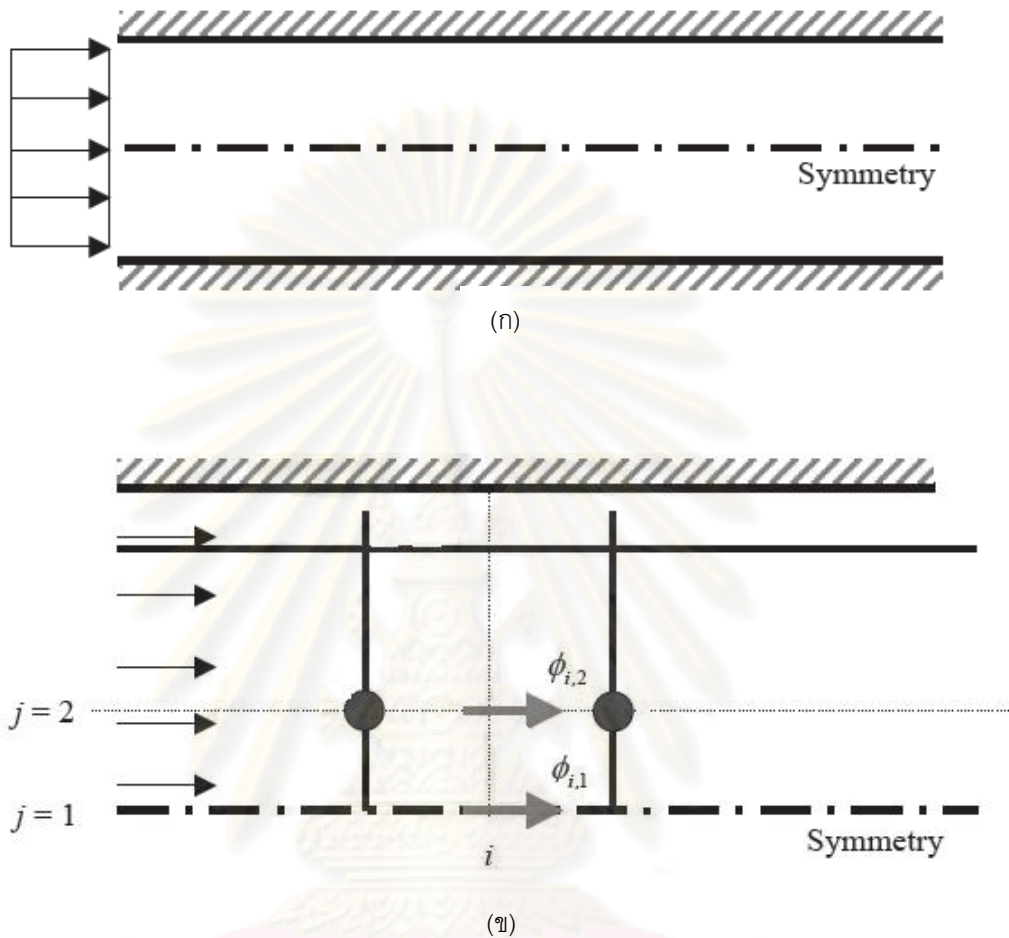 Symmetry
(ก)
ϕi,2
j = 2
ϕi,1
j = 1
Symmetry
i
(ข)